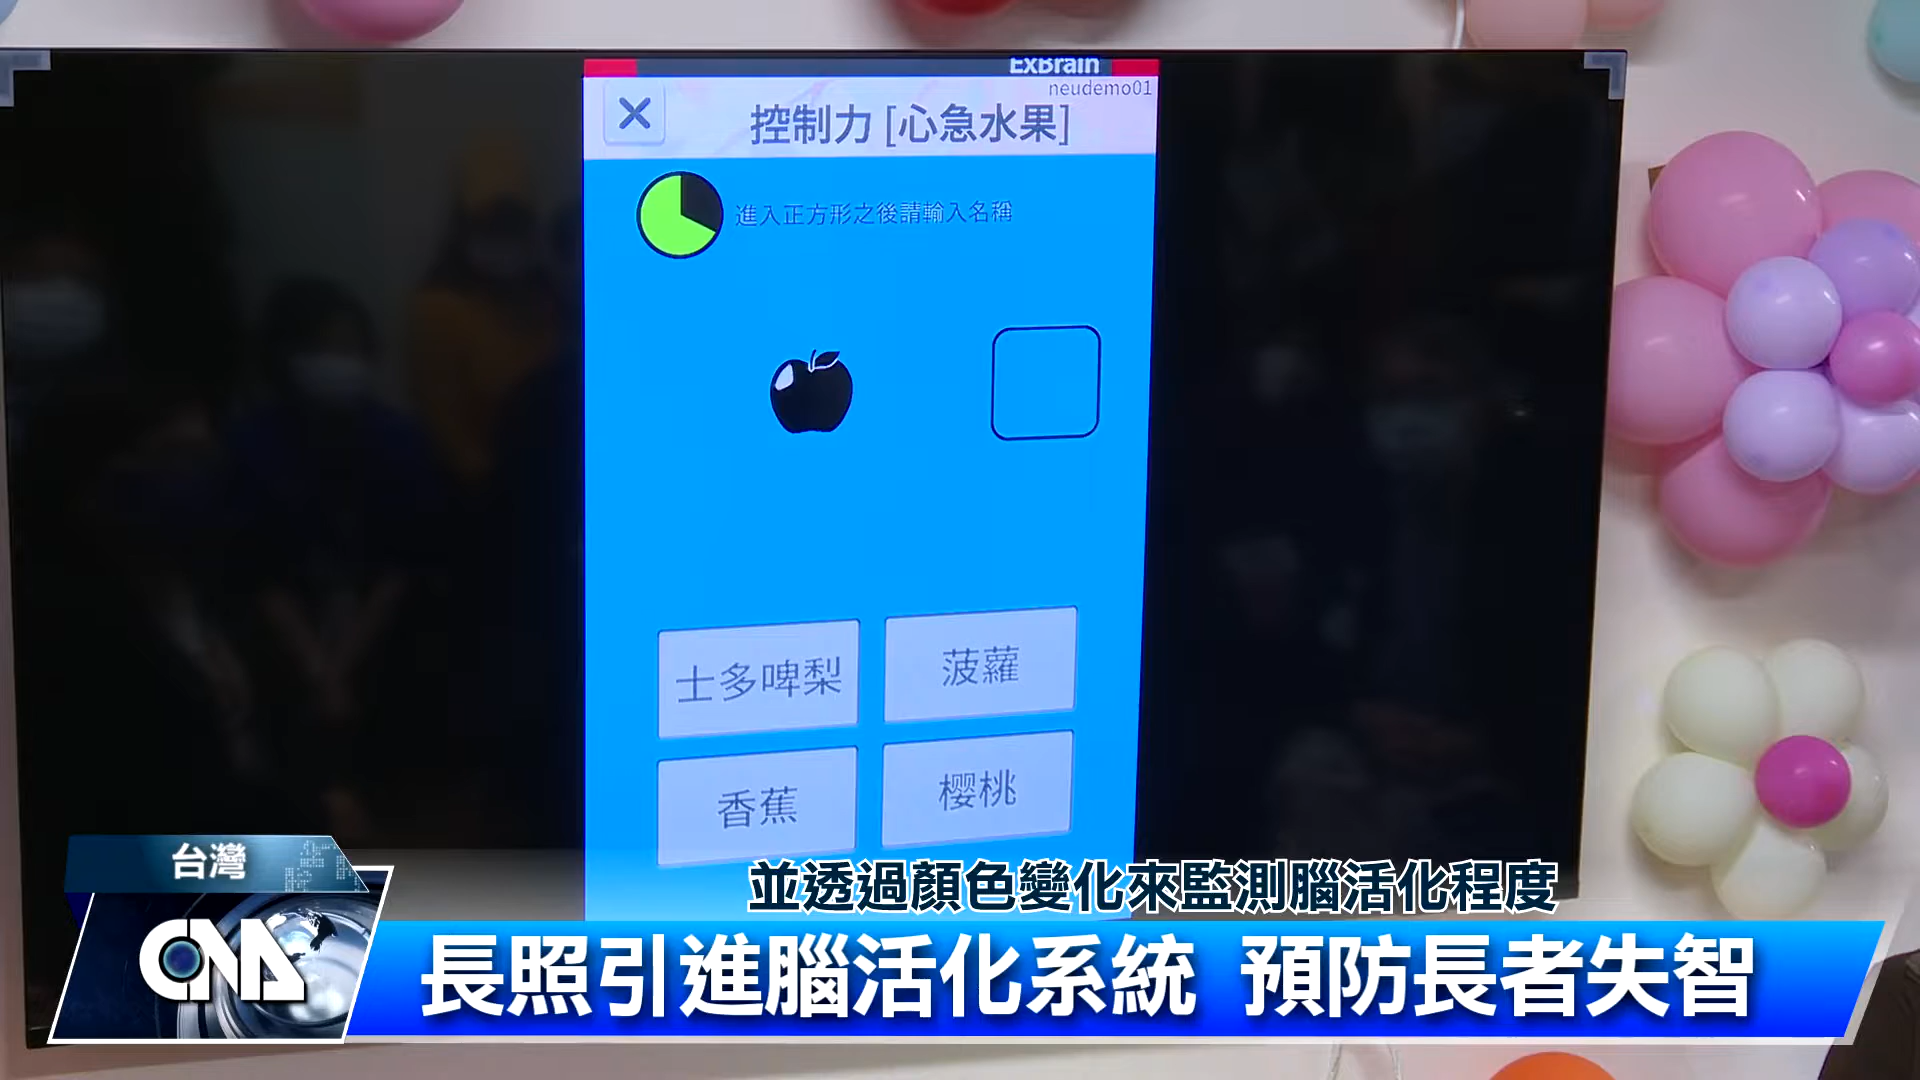 ExBrain
neudemo01
控制力 [心急水果]
進入正方形之後請輸入名稱
士多啤梨
菠蘿
香蕉
櫻桃
台灣
CNA
並透過顏色變化來監測腦活化程度
長照引進腦活化系統 預防長者失智